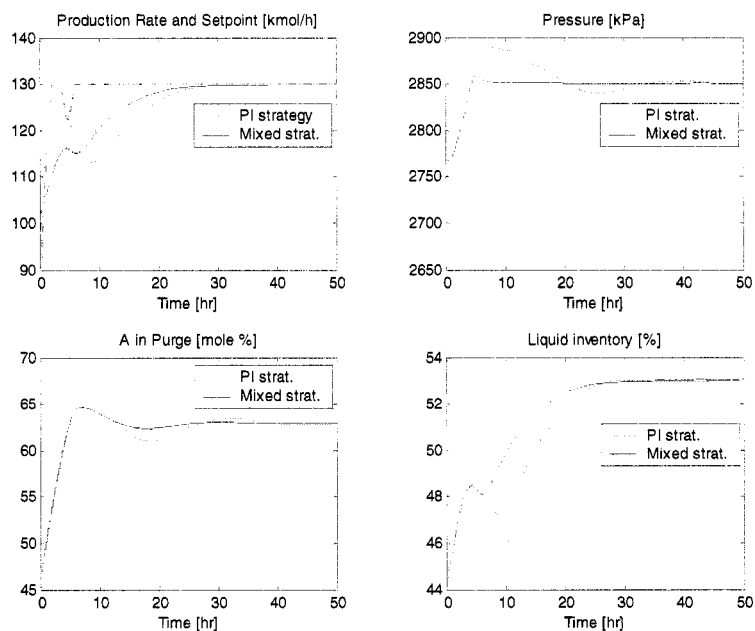 Production Rate and Setpoint [kmol/h]
140
130
120
110
100
90
PI strategy
Mixed strat.
0 10 20 30 40 50
Time [hr]
Pressure [kPa]
2900
2850
2800
2750
2700
2650
PI strat.
Mixed strat.
0 10 20 30 40 50
Time [hr]
A in Purge [mole %]
70
65
60
55
50
45
PI strat.
Mixed strat.
0 10 20 30 40 50
Time [hr]
Liquid inventory [%]
54
52
50
48
46
44
PI strat.
Mixed strat.
0 10 20 30 40 50
Time [hr]